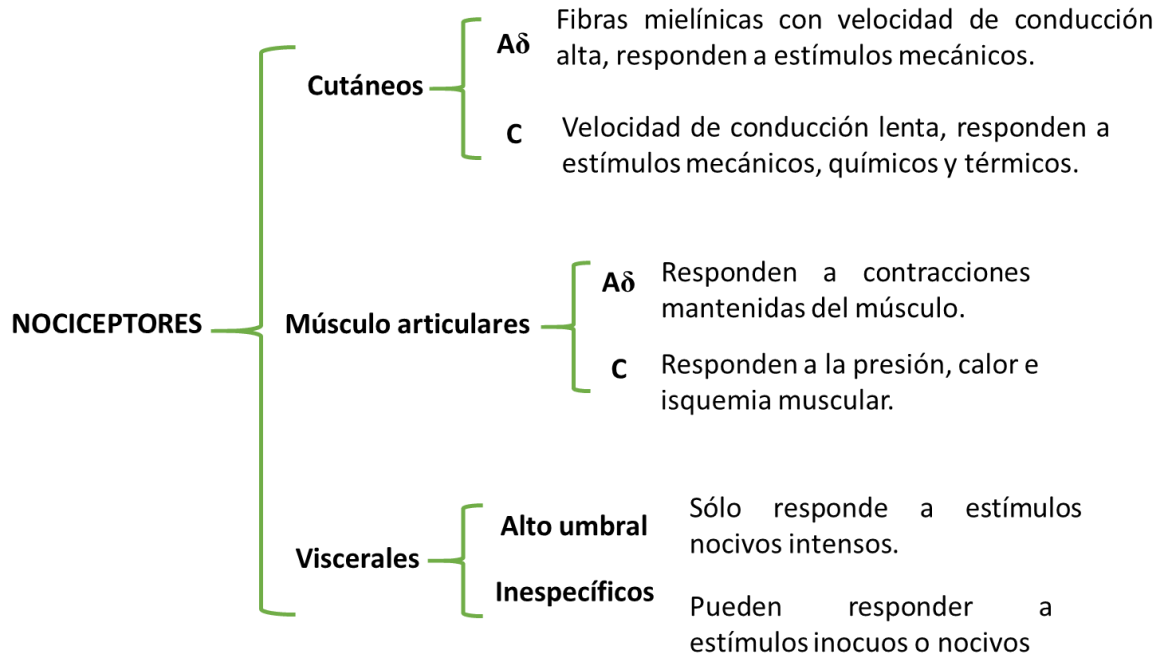 Fibras mielínicas con velocidad de conducción
Aδ
alta, responden a estímulos mecánicos.
Cutáneos
C
Velocidad de conducción lenta, responden a
estímulos mecánicos, químicos y térmicos.
NOCICEPTORES
Músculo articulares
Aδ
Responden a contracciones
mantenidas del músculo.
C
Responden a la presión, calor e
isquemia muscular.
Viscerales
Alto umbral
Sólo responde a estímulos
nocivos intensos.
Inespecíficos
Pueden responder a
estímulos inocuos o nocivos